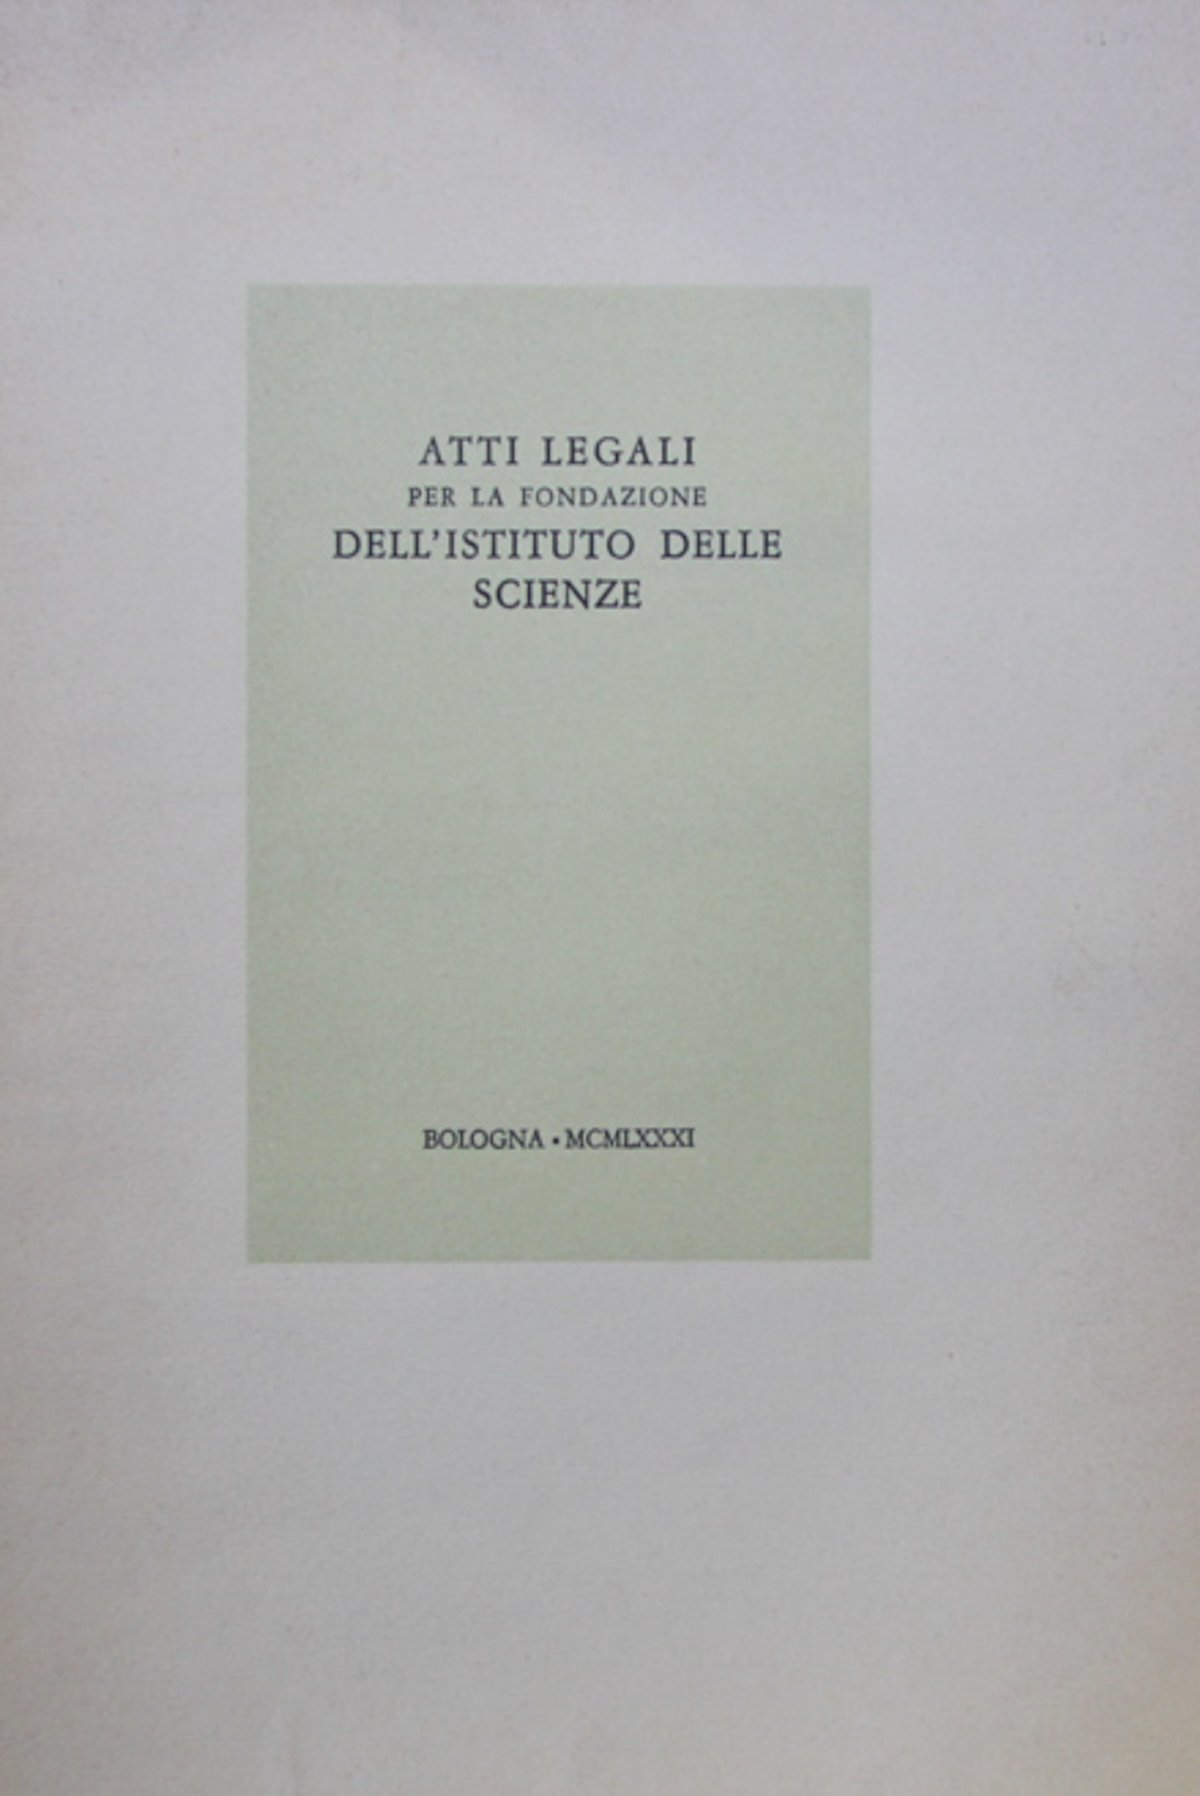 ATTI LEGALI
PER LA FONDAZIONE
DELL'ISTITUTO DELLE
SCIENZE
BOLOGNA • MCMLXXXI